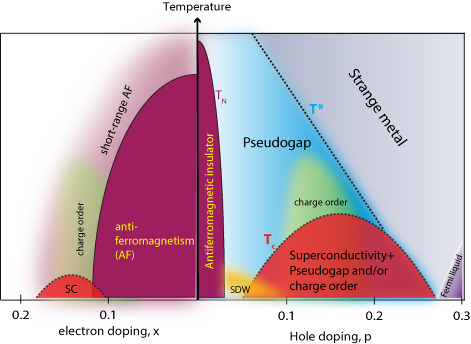 Temperature
short-range AF
T_N
Strange metal
T*
Pseudogap
charge order
anti-
ferromagnetism
(AF)
Antiferromagnetic insulator
charge order
T_c
Superconductivity+
Pseudogap and/or
charge order
SC
SDW
Fermi liquid
0.2
0.1
0.1
0.2
0.3
electron doping, x
Hole doping, p